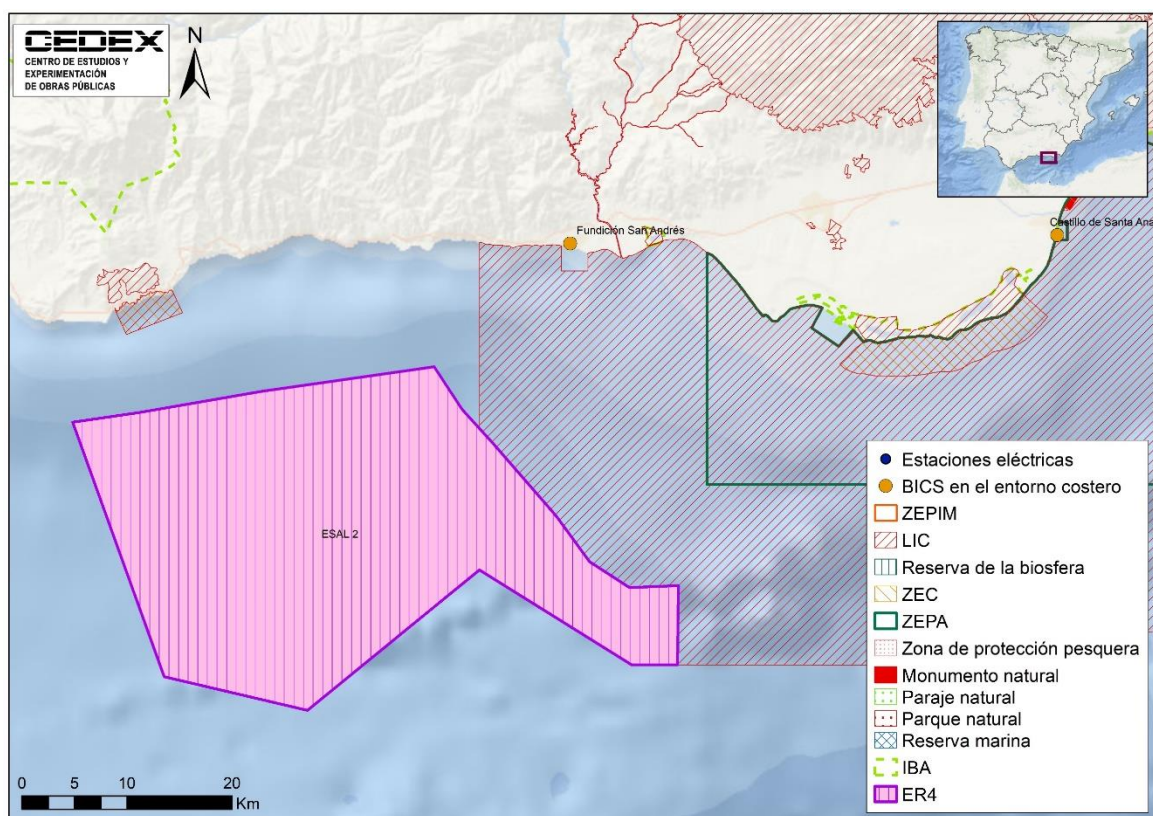 CEDEX
CENTRO DE ESTUDIOS Y
EXPERIMENTACIÓN
DE OBRAS PÚBLICAS
N
Fundición San Andrés
Castillo de Santa Ana
ESAL 2
Estaciones eléctricas
BICS en el entorno costero
ZEPIM
LIC
Reserva de la biosfera
ZEC
ZEPA
Zona de protección pesquera
Monumento natural
Paraje natural
Parque natural
Reserva marina
IBA
ER4
0 5 10 20
Km